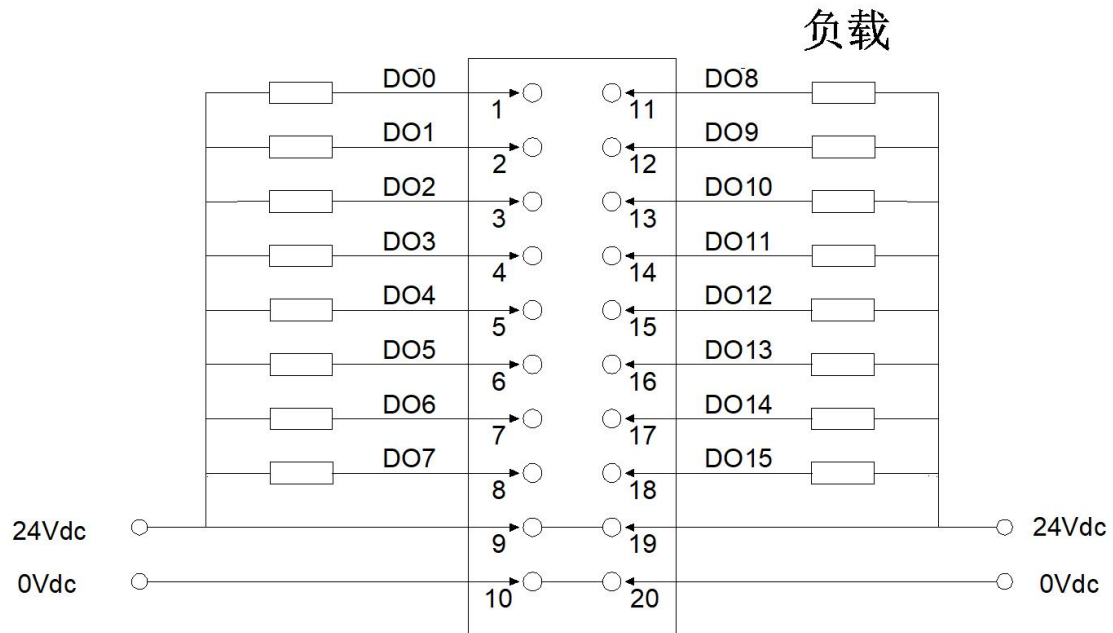 负载
DO0 1 11 DO8
DO1 2 12 DO9
DO2 3 13 DO10
DO3 4 14 DO11
DO4 5 15 DO12
DO5 6 16 DO13
DO6 7 17 DO14
DO7 8 18 DO15
24Vdc 9 19 24Vdc
0Vdc 10 20 0Vdc